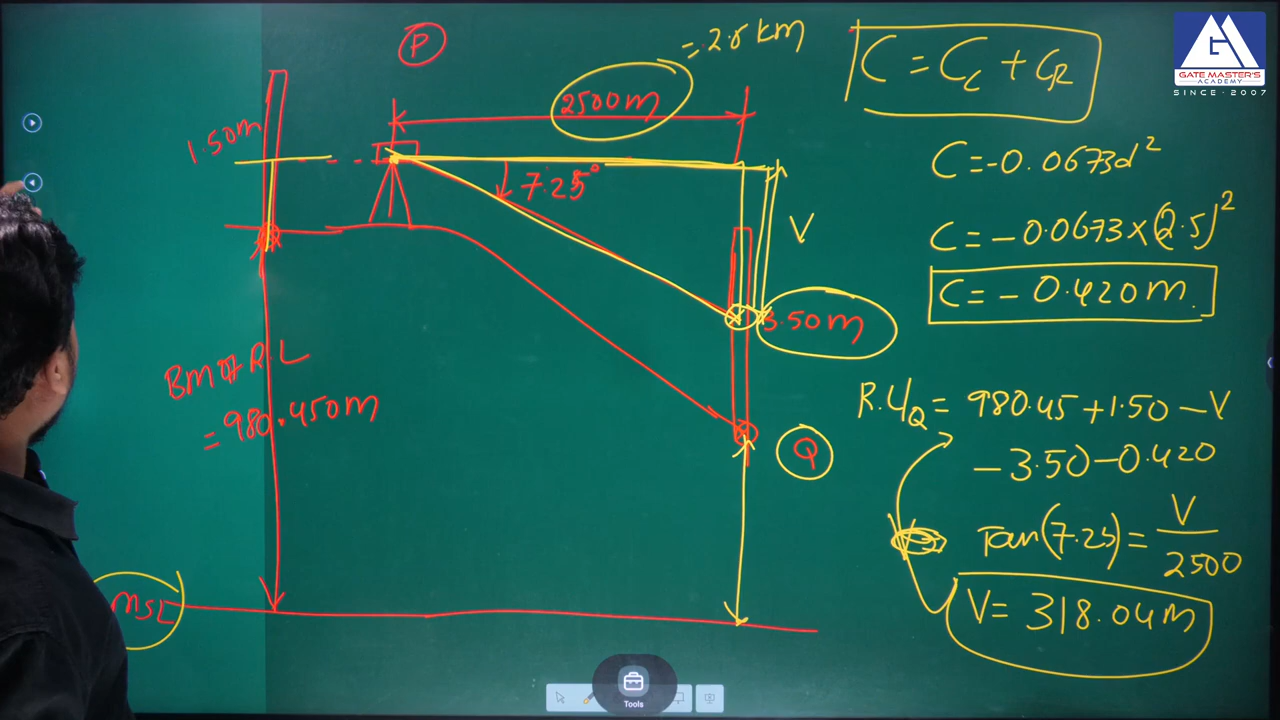 P
= 2.5 km
2500m
1.50m
7.25°
V
3.50m
BM of R.L
= 980.450m
Q
MSL
C = Cc + CR
C = -0.0673d²
C = -0.0673×(2.5)²
C = - 0.420m.
R.L/Q = 980.45 + 1.50 - V
- 3.50 - 0.420
Tan(7.25) = V
2500
V = 318.04m
GATE MASTER'S
ACADEMY
SINCE · 2007
Tools